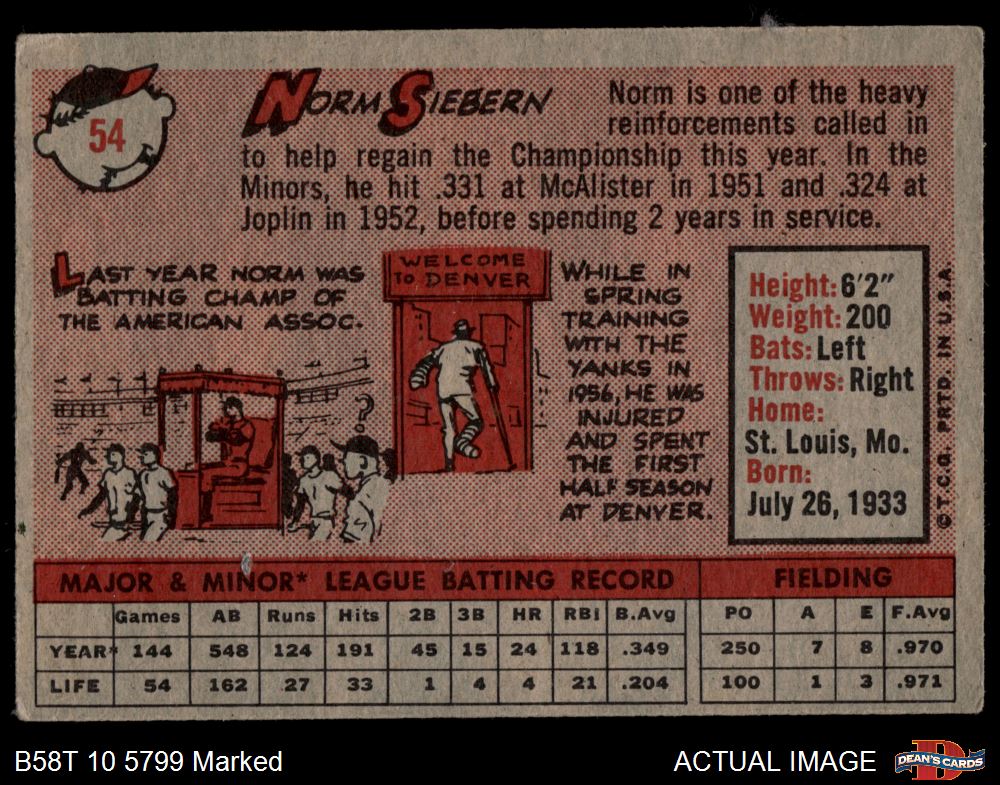 54
NORM SIEBERN
Norm is one of the heavy
reinforcements called in
to help regain the Championship this year. In the
Minors, he hit .331 at McAlister in 1951 and .324 at
Joplin in 1952, before spending 2 years in service.
LAST YEAR NORM WAS
BATTING CHAMP OF
THE AMERICAN ASSOC.
?
WELCOME
TO DENVER
WHILE IN
SPRING
TRAINING
WITH THE
YANKS IN
1956, HE WAS
INJURED
AND SPENT
THE FIRST
HALF SEASON
AT DENVER.
Height: 6'2"
Weight: 200
Bats: Left
Throws: Right
Home:
St. Louis, Mo.
Born:
July 26, 1933
© T.C.G. PRTD. IN U.S.A.
MAJOR & MINOR* LEAGUE BATTING RECORD FIELDING
Games AB Runs Hits 2B 3B HR RBI B.Avg PO A E F.Avg
YEAR* 144 548 124 191 45 15 24 118 .349 250 7 8 .970
LIFE 54 162 27 33 1 4 4 21 .204 100 1 3 .971
B58T 10 5799 Marked
ACTUAL IMAGE
D
DEAN'S CARDS